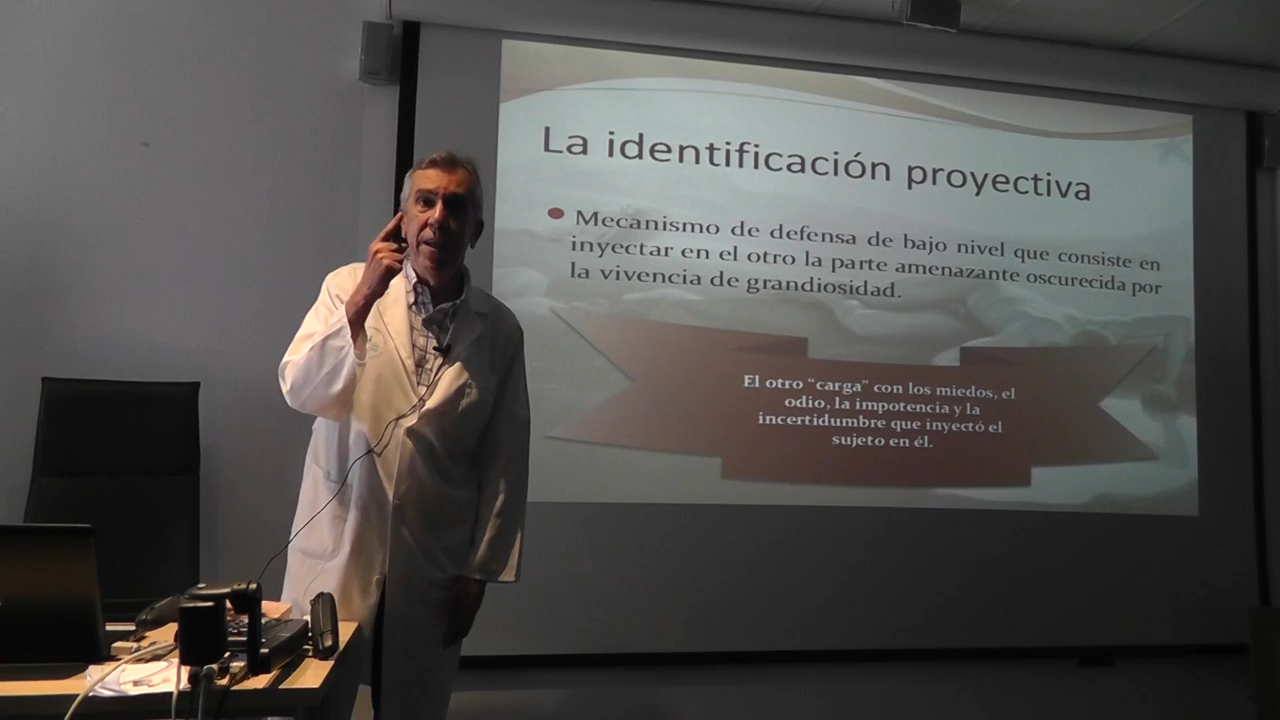 La identificación proyectiva
Mecanismo de defensa de bajo nivel que consiste en
inyectar en el otro la parte amenazante oscurecida por
la vivencia de grandiosidad.
El otro “carga” con los miedos, el
odio, la impotencia y la
incertidumbre que inyectó el
sujeto en él.